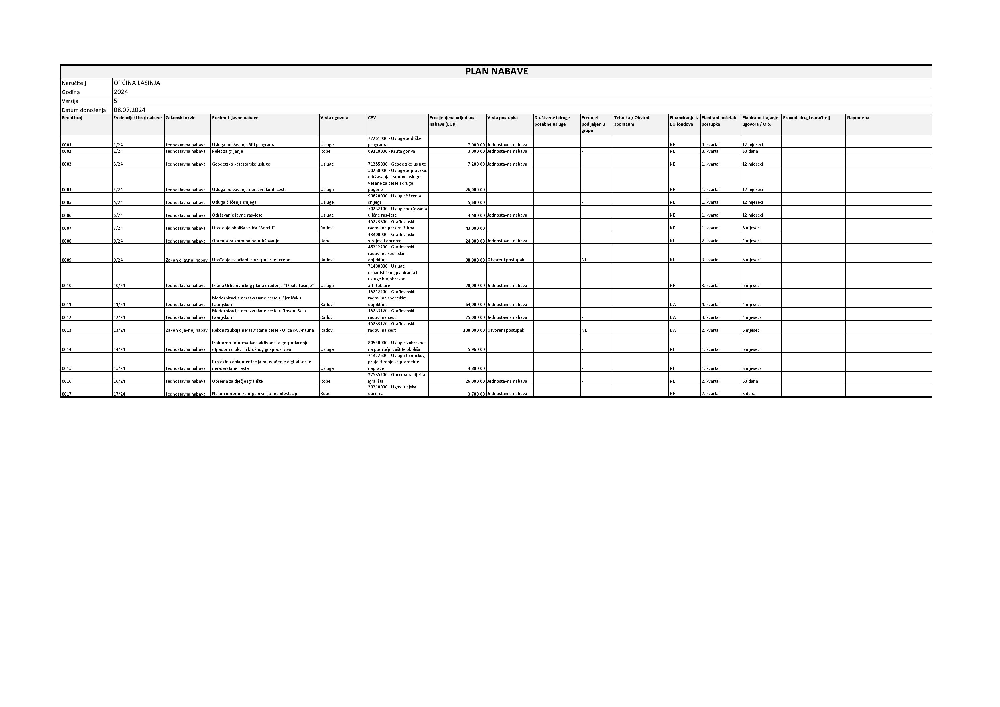 PLAN NABAVE
Naručitelj OPĆINA LASINJA
Godina 2024
Verzija 5
Datum donošenja 08.07.2024
Redni broj Evidencijski broj nabave Zakonski okvir Predmet javne nabave Vrsta ugovora CPV Procijenjena vrijednost Vrsta postupka Društvene i druge Predmet Tehnika / Okvirni Financiranje iz Planirani početak Planirano trajanje Provodi drugi naručitelj Napomena
nabave (EUR) posebne usluge podijeljen u sporazum EU fondova postupka ugovora / O.S.
grupe
72261000 - Usluge podrške
0001 1/24 Jednostavna nabava Usluga održavanja SPI programa Usluge programa 7,000.00 Jednostavna nabava - NE 4. kvartal 12 mjeseci
0002 2/24 Jednostavna nabava Pelet za grijanje Robe 09110000 - Kruta goriva 3,000.00 Jednostavna nabava - NE 3. kvartal 30 dana
0003 3/24 Jednostavna nabava Geodetsko katastarske usluge Usluge 71355000 - Geodetske usluge 7,200.00 Jednostavna nabava - NE 1. kvartal 12 mjeseci
50230000 - Usluge popravaka,
održavanja i srodne usluge
vezane za ceste i druge
0004 4/24 Jednostavna nabava Usluga održavanja nerazvrstanih cesta Usluge pogone 26,000.00 - NE 1. kvartal 12 mjeseci
90620000 - Usluge čišćenja
0005 5/24 Jednostavna nabava Usluga čišćenja snijega Usluge snijega 5,600.00 - NE 1. kvartal 12 mjeseci
50232100 - Usluge održavanja
0006 6/24 Jednostavna nabava Održavanje javne rasvjete Usluge ulične rasvjete 4,500.00 Jednostavna nabava - NE 1. kvartal 12 mjeseci
45223300 - Građevinski
0007 7/24 Jednostavna nabava Uređenje okoliša vrtića "Bambi" Radovi radovi na parkiralištima 43,000.00 - NE 1. kvartal 6 mjeseci
43300000 - Građevinski
0008 8/24 Jednostavna nabava Oprema za komunalno održavanje Robe strojevi i oprema 24,000.00 Jednostavna nabava - NE 2. kvartal 4 mjeseca
45212200 - Građevinski
radovi na sportskim
0009 9/24 Zakon o javnoj nabavi Uređenje svlačionica uz sportske terene Radovi objektima 98,000.00 Otvoreni postupak NE NE 3. kvartal 6 mjeseci
71400000 - Usluge
urbanističkog planiranja i
usluge krajobrazne
0010 10/24 Jednostavna nabava Izrada Urbanističkog plana uređenja "Obala Lasinje" Usluge arhitekture 20,000.00 Jednostavna nabava - NE 3. kvartal 6 mjeseci
45212200 - Građevinski
Modernizacija nerazvrstane ceste u Sjeničaku radovi na sportskim
0011 11/24 Jednostavna nabava Lasinjskom Radovi objektima 64,000.00 Jednostavna nabava - DA 4. kvartal 4 mjeseca
Modernizacija nerazvrstane ceste u Novom Selu 45233120 - Građevinski
0012 12/24 Jednostavna nabava Lasinjskom Radovi radovi na cesti 25,000.00 Jednostavna nabava - DA 3. kvartal 4 mjeseca
45233120 - Građevinski
0013 13/24 Zakon o javnoj nabavi Rekonstrukcija nerazvrstane ceste - Ulica sv. Antuna Radovi radovi na cesti 108,000.00 Otvoreni postupak NE DA 2. kvartal 6 mjeseci
Izobrazno-informativna aktivnost o gospodarenju 80540000 - Usluge izobrazbe
0014 14/24 Jednostavna nabava otpadom u okviru kružnog gospodarstva Usluge na području zaštite okoliša 5,960.00 - NE 1. kvartal 6 mjeseci
71322500 - Usluge tehničkog
Projektna dokumentacija za uvođenje digitalizacije projektiranja za prometne
0015 15/24 Jednostavna nabava nerazvrstane ceste Usluge naprave 4,800.00 - NE 1. kvartal 3 mjeseca
37535200 - Oprema za dječja
0016 16/24 Jednostavna nabava Oprema za dječje igralište Robe igrališta 26,000.00 Jednostavna nabava - NE 2. kvartal 60 dana
39310000 - Ugostiteljska
0017 17/24 Jednostavna nabava Najam opreme za organizaciju manifestacije Robe oprema 3,700.00 Jednostavna nabava - NE 2. kvartal 3 dana